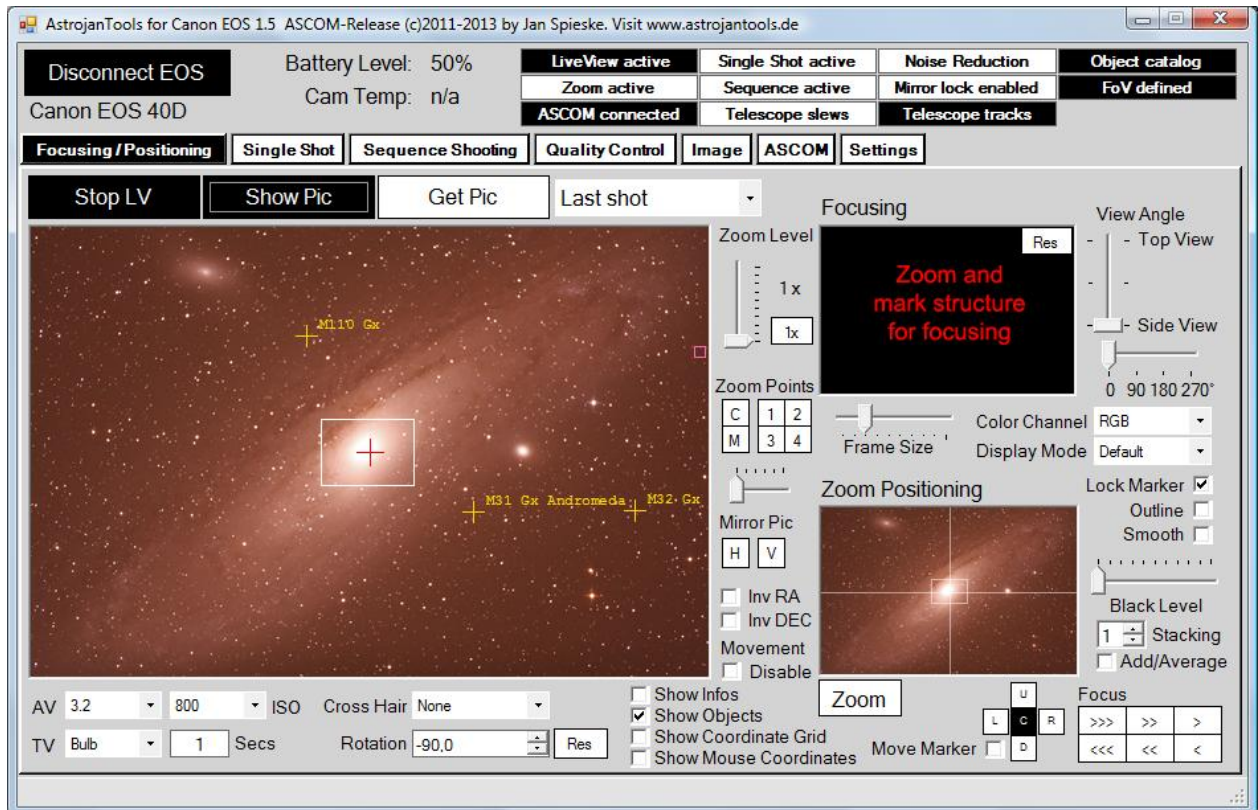 AstrojanTools for Canon EOS 1.5 ASCOM-Release (c)2011-2013 by Jan Spieske. Visit www.astrojantools.de
Disconnect EOS
Battery Level: 50%
LiveView active Single Shot active Noise Reduction Object catalog
Canon EOS 40D
Cam Temp: n/a
Zoom active Sequence active Mirror lock enabled FoV defined
ASCOM connected Telescope slews Telescope tracks
Focusing / Positioning Single Shot Sequence Shooting Quality Control Image ASCOM Settings
Stop LV Show Pic Get Pic Last shot
Zoom Level
1 x
1x
Zoom Points
C 1 2
M 3 4
Mirror Pic
H V
Inv RA
Inv DEC
Movement
Disable
M110 Gx
M31 Gx Andromeda
M32 Gx
Focusing
Res
Zoom and
mark structure
for focusing
Frame Size
View Angle
Top View
Side View
0 90 180 270°
Color Channel RGB
Display Mode Default
Zoom Positioning
Lock Marker
Outline
Smooth
Black Level
1 Stacking
Add/Average
AV 3.2 800 ISO Cross Hair None
TV Bulb 1 Secs Rotation -90,0 Res
Show Infos
Show Objects
Show Coordinate Grid
Show Mouse Coordinates
Zoom
Move Marker
U
L C R
D
Focus
>>> >> >
<<< << <